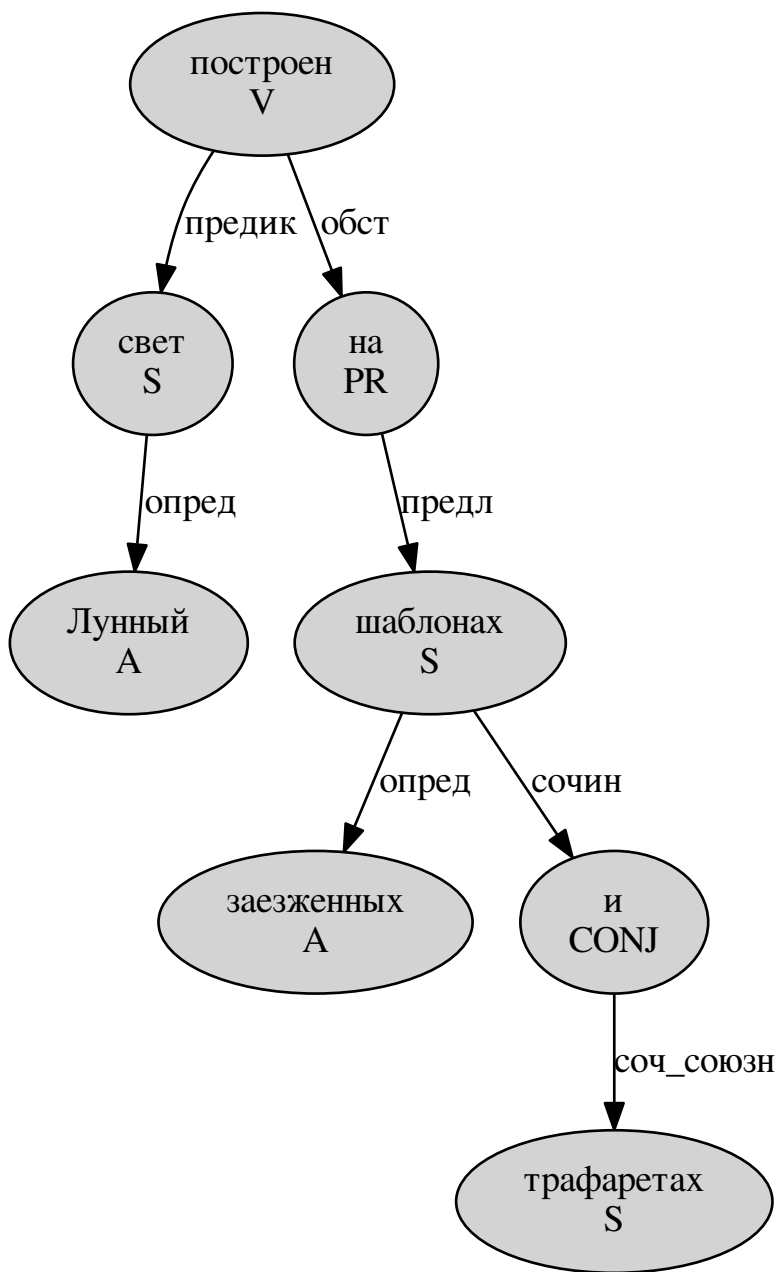 построен
V
предик
обст
свет
S
на
PR
опред
предл
Лунный
A
шаблонах
S
опред
сочин
заезженных
A
и
CONJ
соч_союзн
трафаретах
S